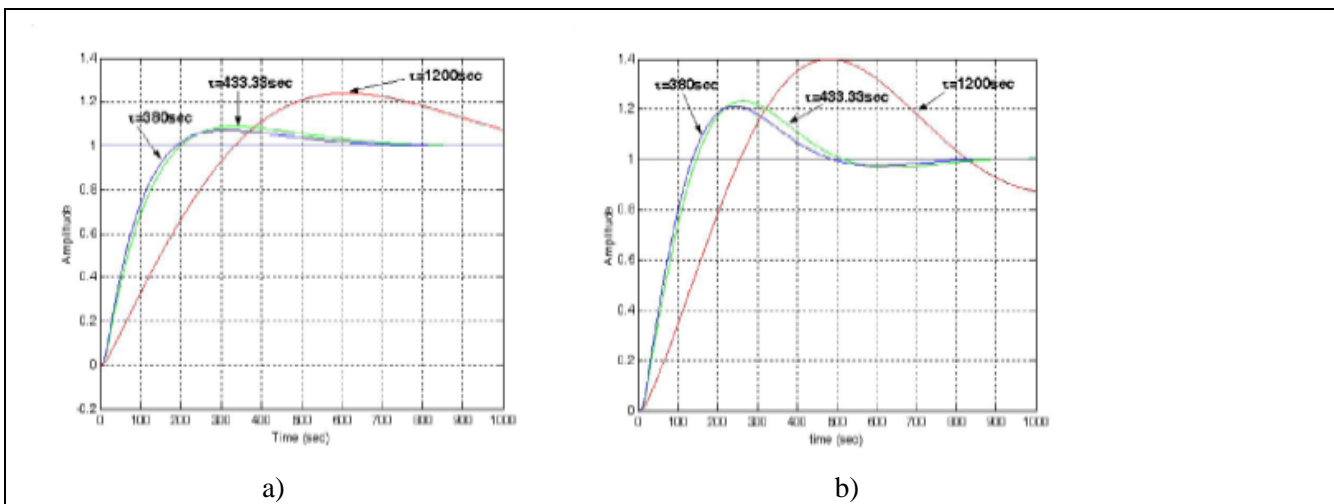 1.4
1.2
1
0.8
0.6
0.4
0.2
0
-0.2
Amplitude
τ=433.33sec
τ=1200sec
τ=380sec
0 100 200 300 400 500 600 700 800 900 1000
Time (sec)
a)
1.4
1.2
1
0.8
0.6
0.4
0.2
0
Amplitude
τ=380sec
τ=1200sec
τ=433.33sec
0 100 200 300 400 500 600 700 800 900 1000
time (sec)
b)